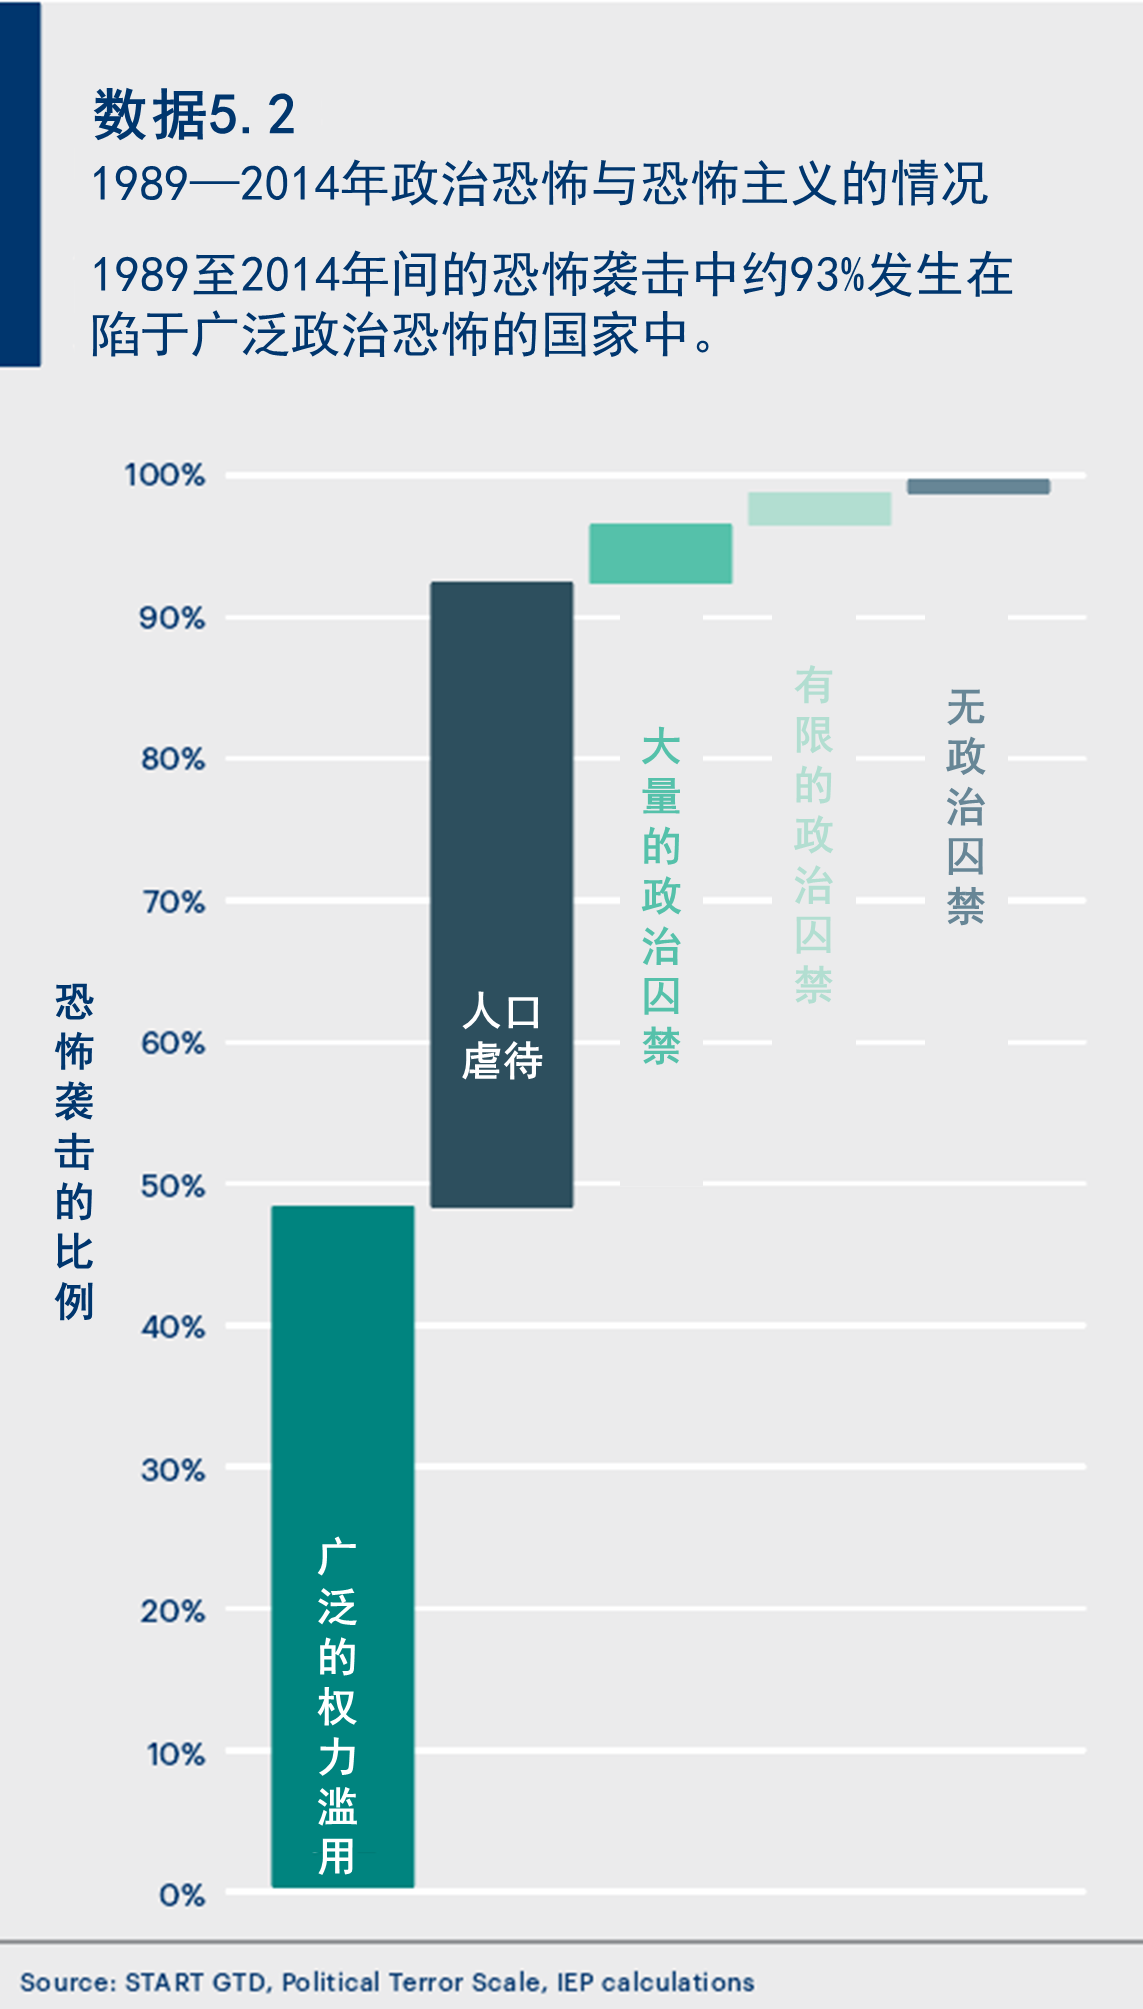 数据5.2
1989—2014年政治恐怖与恐怖主义的情况
1989至2014年间的恐怖袭击中约93%发生在
陷于广泛政治恐怖的国家中。
100%
90%
80%
70%
60%
50%
40%
30%
20%
10%
0%
恐怖袭击的比例
广泛的权力滥用
人口
虐待
大量的政治囚禁
有限的政治囚禁
无政治囚禁
Source: START GTD, Political Terror Scale, IEP calculations